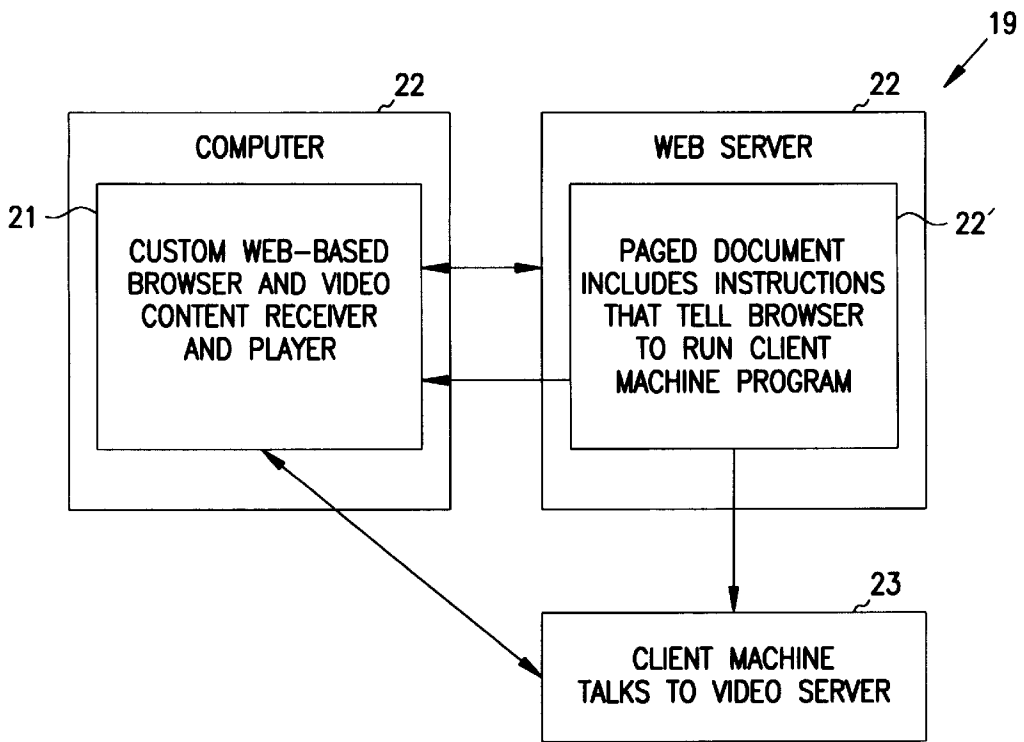 19
22
COMPUTER
21
CUSTOM WEB-BASED
BROWSER AND VIDEO
CONTENT RECEIVER
AND PLAYER
22
WEB SERVER
22'
PAGED DOCUMENT
INCLUDES INSTRUCTIONS
THAT TELL BROWSER
TO RUN CLIENT
MACHINE PROGRAM
23
CLIENT MACHINE
TALKS TO VIDEO SERVER